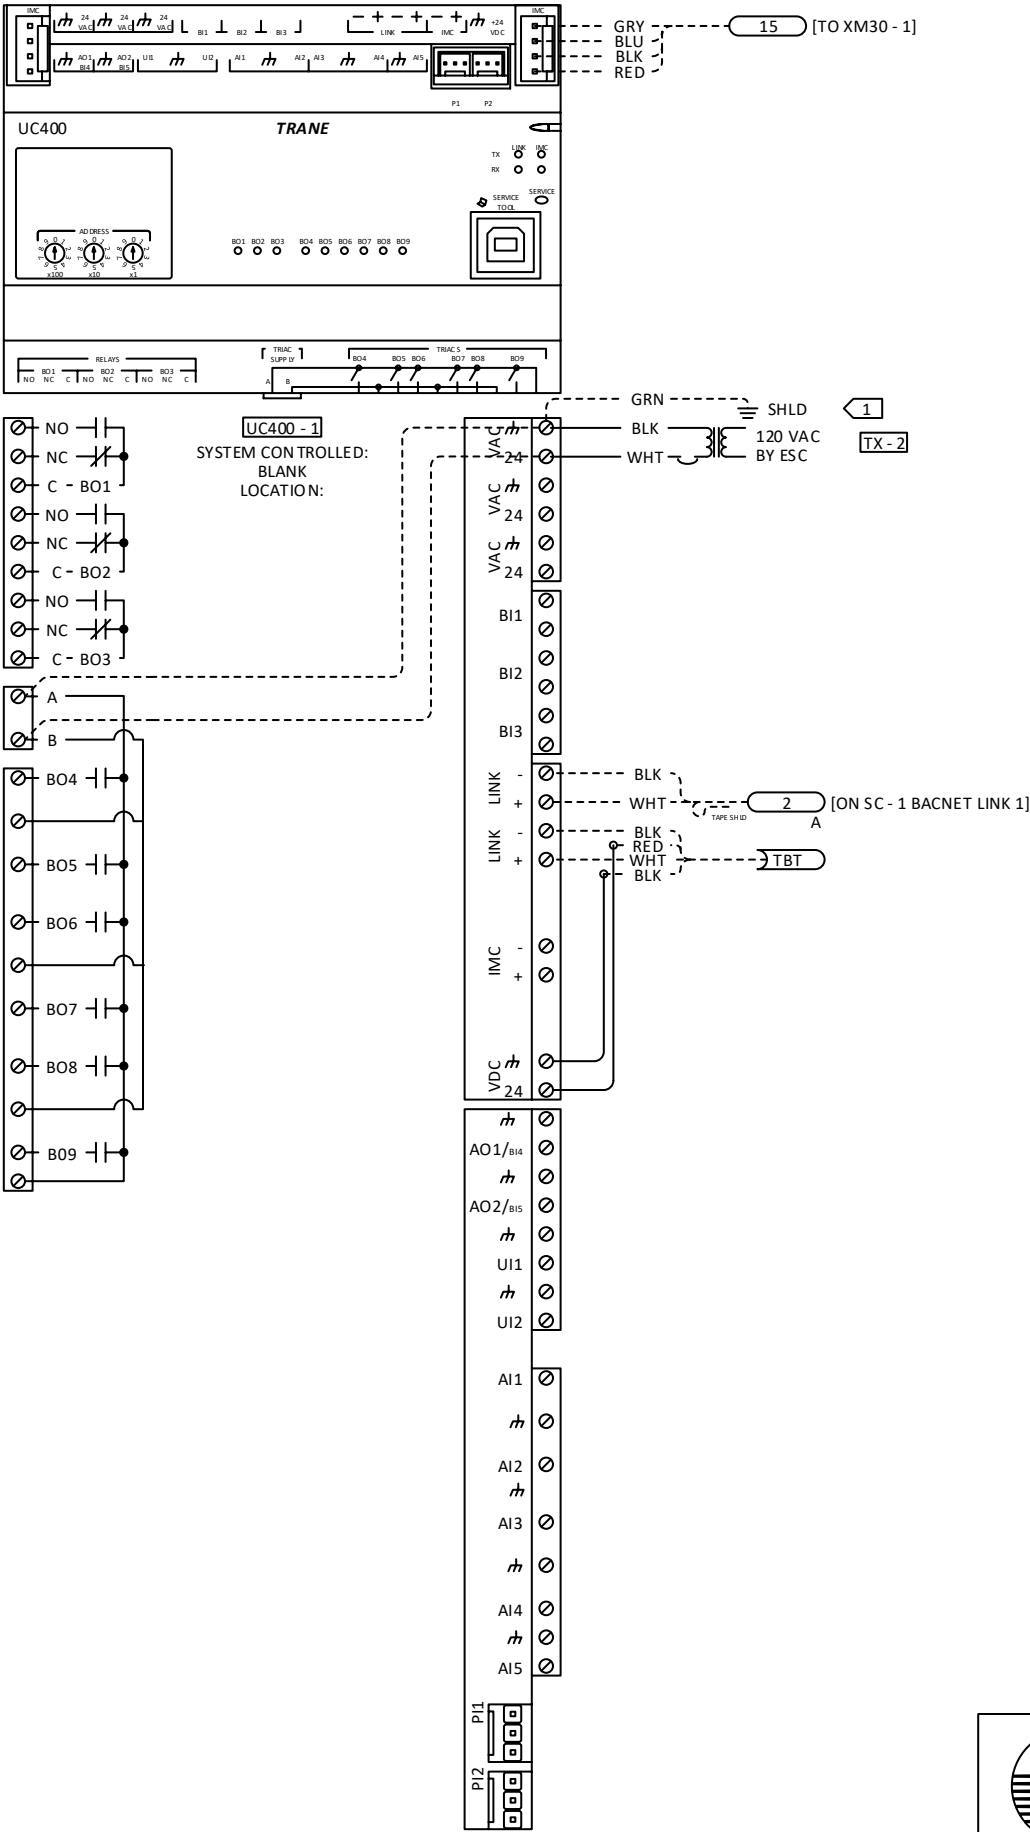 IMC
24 VAC 24 VAC 24 VAC BI1 BI2 BI3 - + - + - + LINK IMC +24 VDC
IMC
AO1 BI4 AO2 BI5 UI1 UI2 AI1 AI2 AI3 AI4 AI5
P1 P2
GRY
BLU
BLK
RED
15 [TO XM30 - 1]
UC400
TRANE
LINK IMC
TX
RX
SERVICE TOOL
SERVICE
ADDRESS
x100 x10 x1
BO1 BO2 BO3 BO4 BO5 BO6 BO7 BO8 BO9
RELAYS
BO1 BO2 BO3
NO NC C NO NC C NO NC C
TRIAC
SUPPLY
A B
TRIACS
BO4 BO5 BO6 BO7 BO8 BO9
UC400 - 1
SYSTEM CONTROLLED:
BLANK
LOCATION:
NO
NC
C - BO1
NO
NC
C - BO2
NO
NC
C - BO3
A
B
BO4
BO5
BO6
BO7
BO8
B09
GRN
SHLD
1
BLK
WHT
120 VAC
BY ESC
TX - 2
VAC
24
VAC
24
VAC
24
BI1
BI2
BI3
LINK
-
+
LINK
-
+
BLK
WHT
TAPE SHLD
2 [ON SC - 1 BACNET LINK 1]
A
BLK
RED
WHT
BLK
TBT
IMC
-
+
VDC
24
AO1/BI4
AO2/BI5
UI1
UI2
AI1
AI2
AI3
AI4
AI5
PI1
PI2